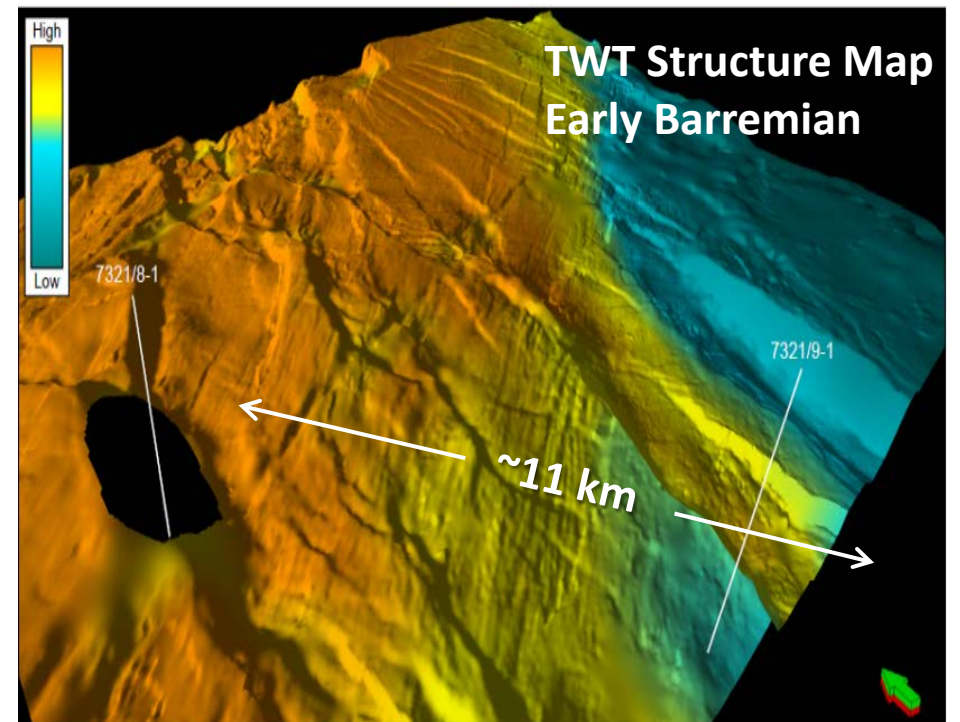 High
TWT Structure Map
Early Barremian
Low
7321/8-1
7321/9-1
~11 km